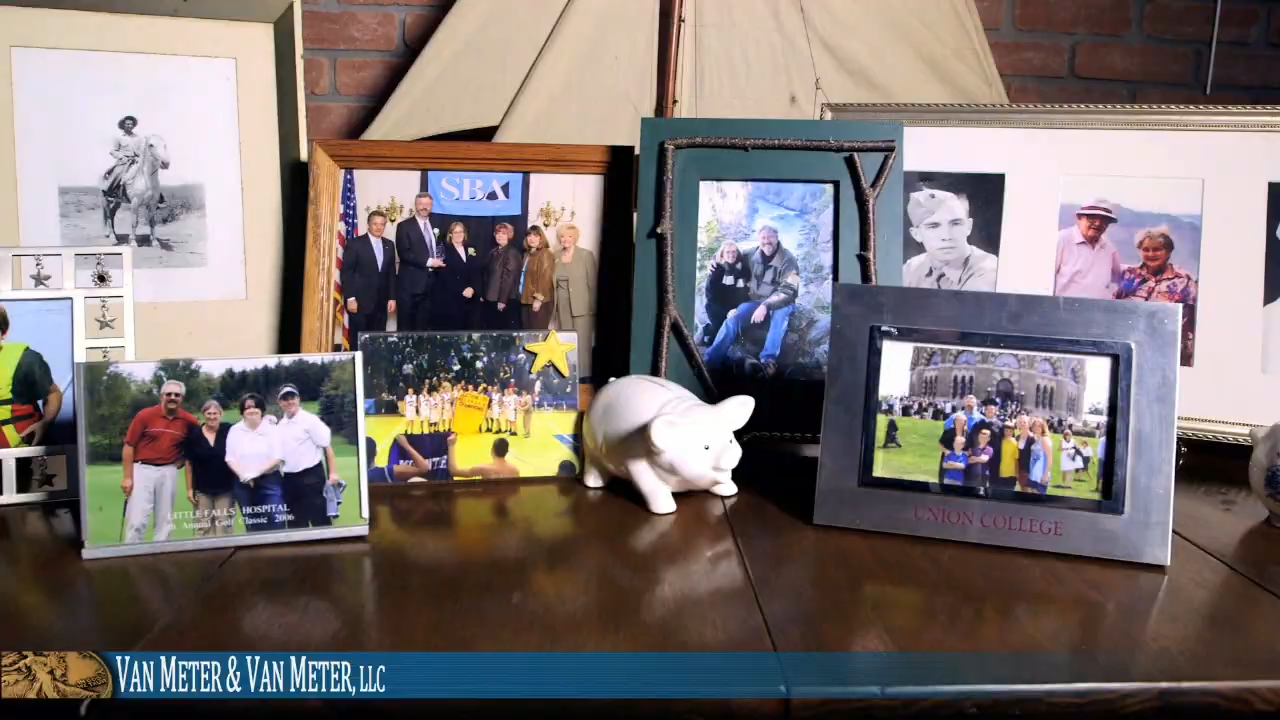 SBA
LITTLE FALLS HOSPITAL
Annual Golf Classic 2006
UNION COLLEGE
VAN METER & VAN METER, LLC